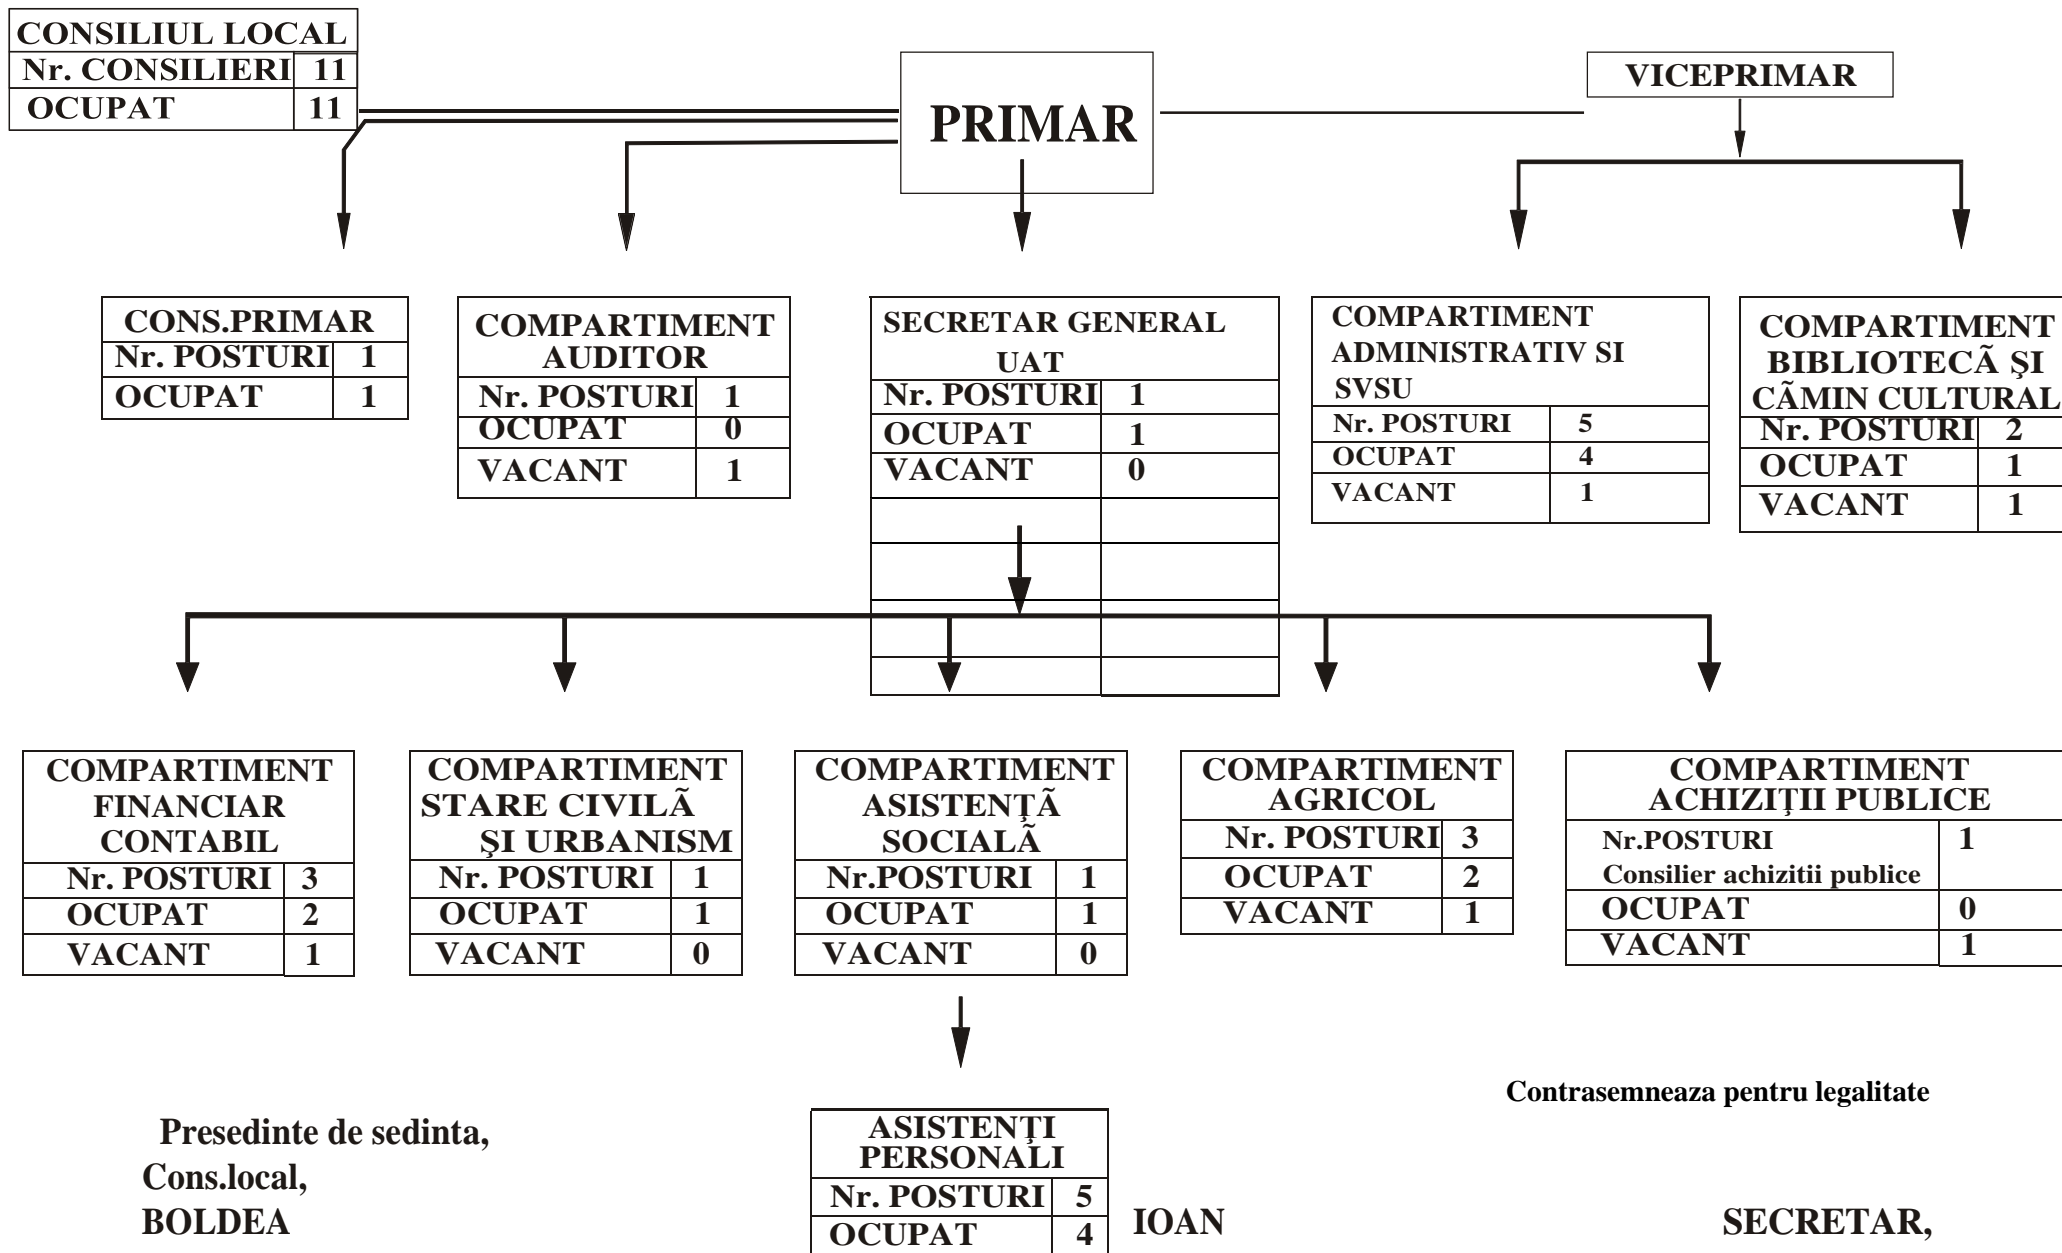 CONSILIUL LOCAL
Nr. CONSILIERI 11
OCUPAT 11
PRIMAR
VICEPRIMAR
CONS.PRIMAR
Nr. POSTURI 1
OCUPAT 1
COMPARTIMENT
AUDITOR
Nr. POSTURI 1
OCUPAT 0
VACANT 1
SECRETAR GENERAL
UAT
Nr. POSTURI 1
OCUPAT 1
VACANT 0
COMPARTIMENT
ADMINISTRATIV SI
SVSU
Nr. POSTURI 5
OCUPAT 4
VACANT 1
COMPARTIMENT
BIBLIOTECÃ ŞI
CÃMIN CULTURAL
Nr. POSTURI 2
OCUPAT 1
VACANT 1
COMPARTIMENT
FINANCIAR
CONTABIL
Nr. POSTURI 3
OCUPAT 2
VACANT 1
COMPARTIMENT
STARE CIVILÃ
ŞI URBANISM
Nr. POSTURI 1
OCUPAT 1
VACANT 0
COMPARTIMENT
ASISTENŢÃ
SOCIALÃ
Nr.POSTURI 1
OCUPAT 1
VACANT 0
COMPARTIMENT
AGRICOL
Nr. POSTURI 3
OCUPAT 2
VACANT 1
COMPARTIMENT
ACHIZIŢII PUBLICE
Nr.POSTURI 1
Consilier achizitii publice
OCUPAT 0
VACANT 1
Contrasemneaza pentru legalitate
Presedinte de sedinta,
Cons.local,
BOLDEA
ASISTENŢI
PERSONALI
Nr. POSTURI 5
OCUPAT 4
IOAN
SECRETAR,